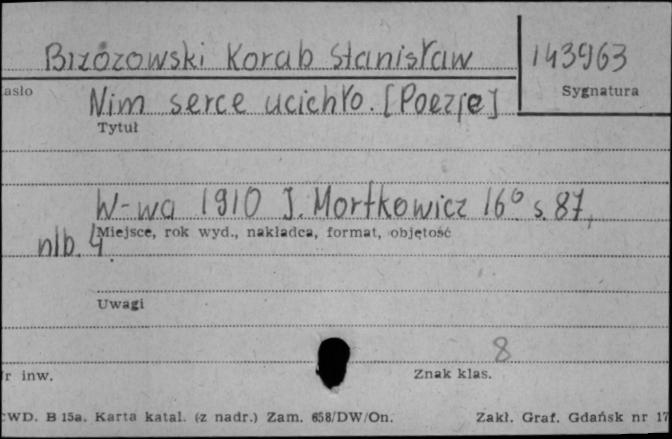 Brzozowski Korab Stanisław 143963
asło Sygnatura
Nim serce ucichło. [Poezje]
Tytuł
W-wa 1910 J. Mortkowicz 16° s. 87,
Miejsce, rok wyd., nakładca, format, objętość
nlb. 4.
Uwagi
8
r inw. Znak klas.
WD. B 15a. Karta katal. (z nadr.) Zam. 658/DW/On. Zakł. Graf. Gdańsk nr 17